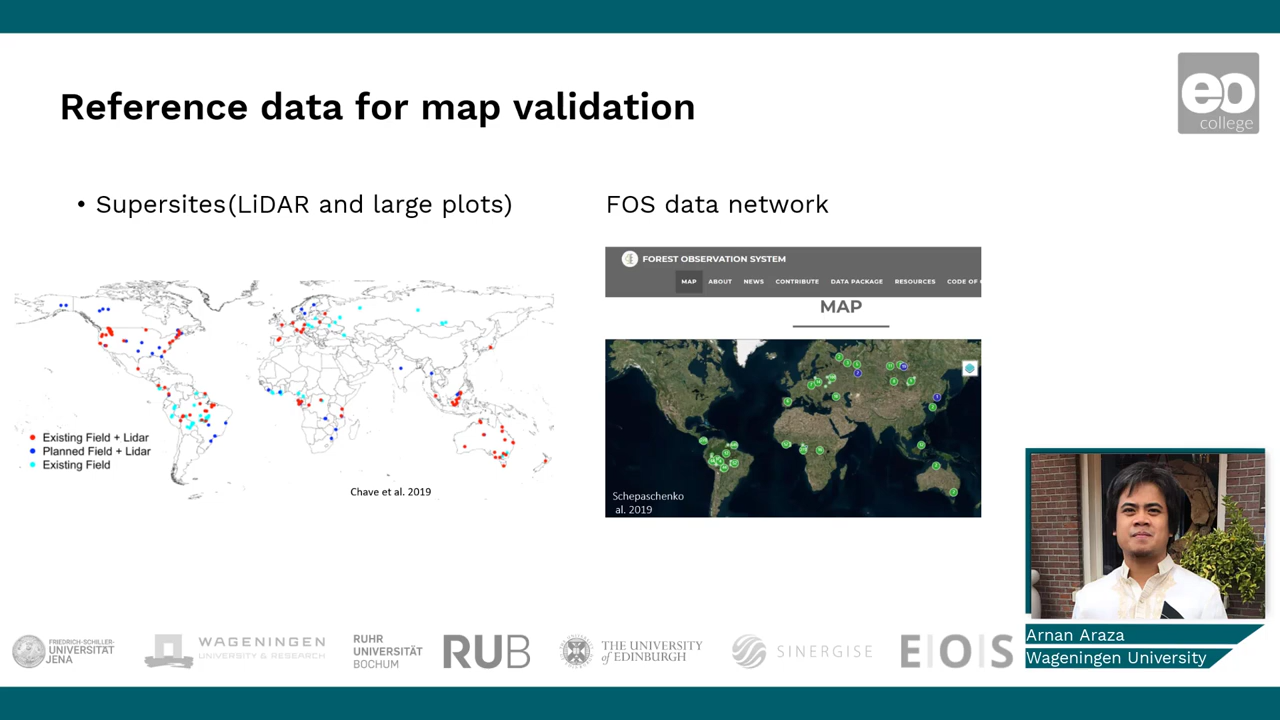 Reference data for map validation
eo
college
• Supersites(LiDAR and large plots)
FOS data network
Existing Field + Lidar
Planned Field + Lidar
Existing Field
Chave et al. 2019
FOREST OBSERVATION SYSTEM
MAP ABOUT NEWS CONTRIBUTE DATA PACKAGE RESOURCES CODE OF
MAP
Schepaschenko
al. 2019
Arnan Araza
Wageningen University
FRIEDRICH-SCHILLER-
UNIVERSITÄT
JENA
WAGENINGEN
UNIVERSITY & RESEARCH
RUHR
UNIVERSITÄT
BOCHUM
RUB
THE UNIVERSITY
of EDINBURGH
SINERGISE
E|O|S